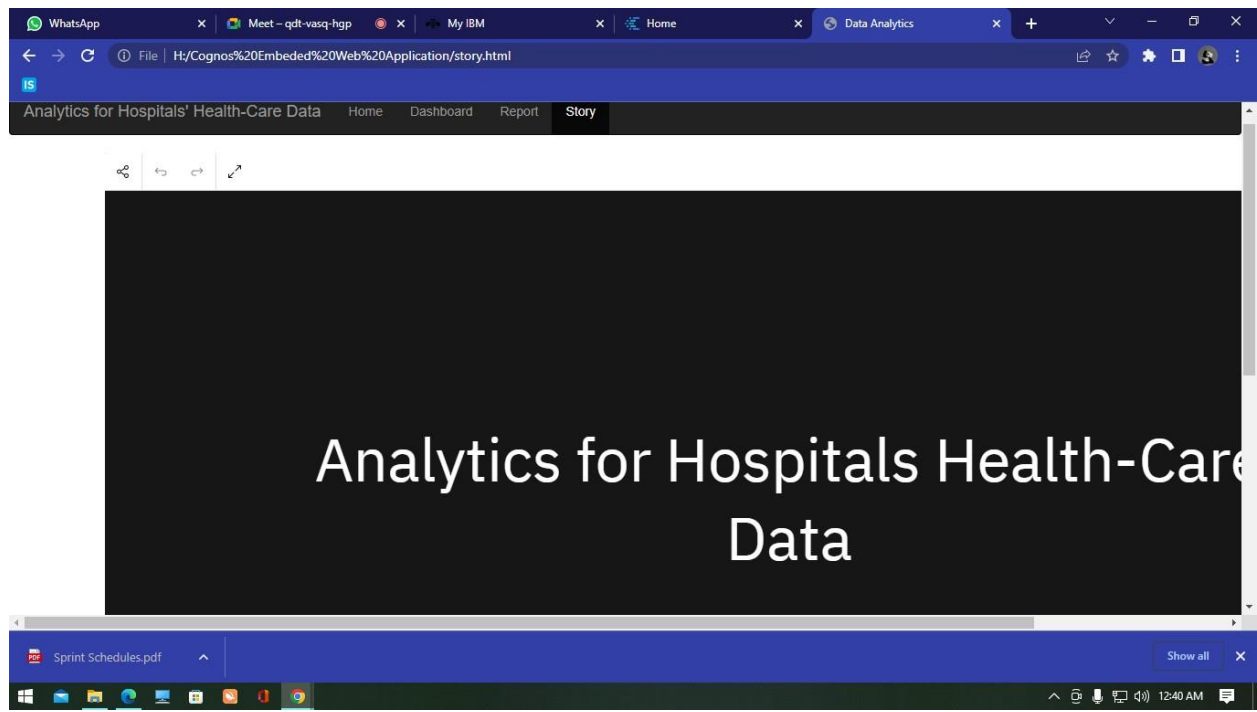 WhatsApp
Meet – qdt-vasq-hgp
My IBM
Home
Data Analytics
File
H:/Cognos%20Embeded%20Web%20Application/story.html
IS
Analytics for Hospitals' Health-Care Data
Home
Dashboard
Report
Story
Analytics for Hospitals Health-Care
Data
PDF
Sprint Schedules.pdf
Show all
12:40 AM